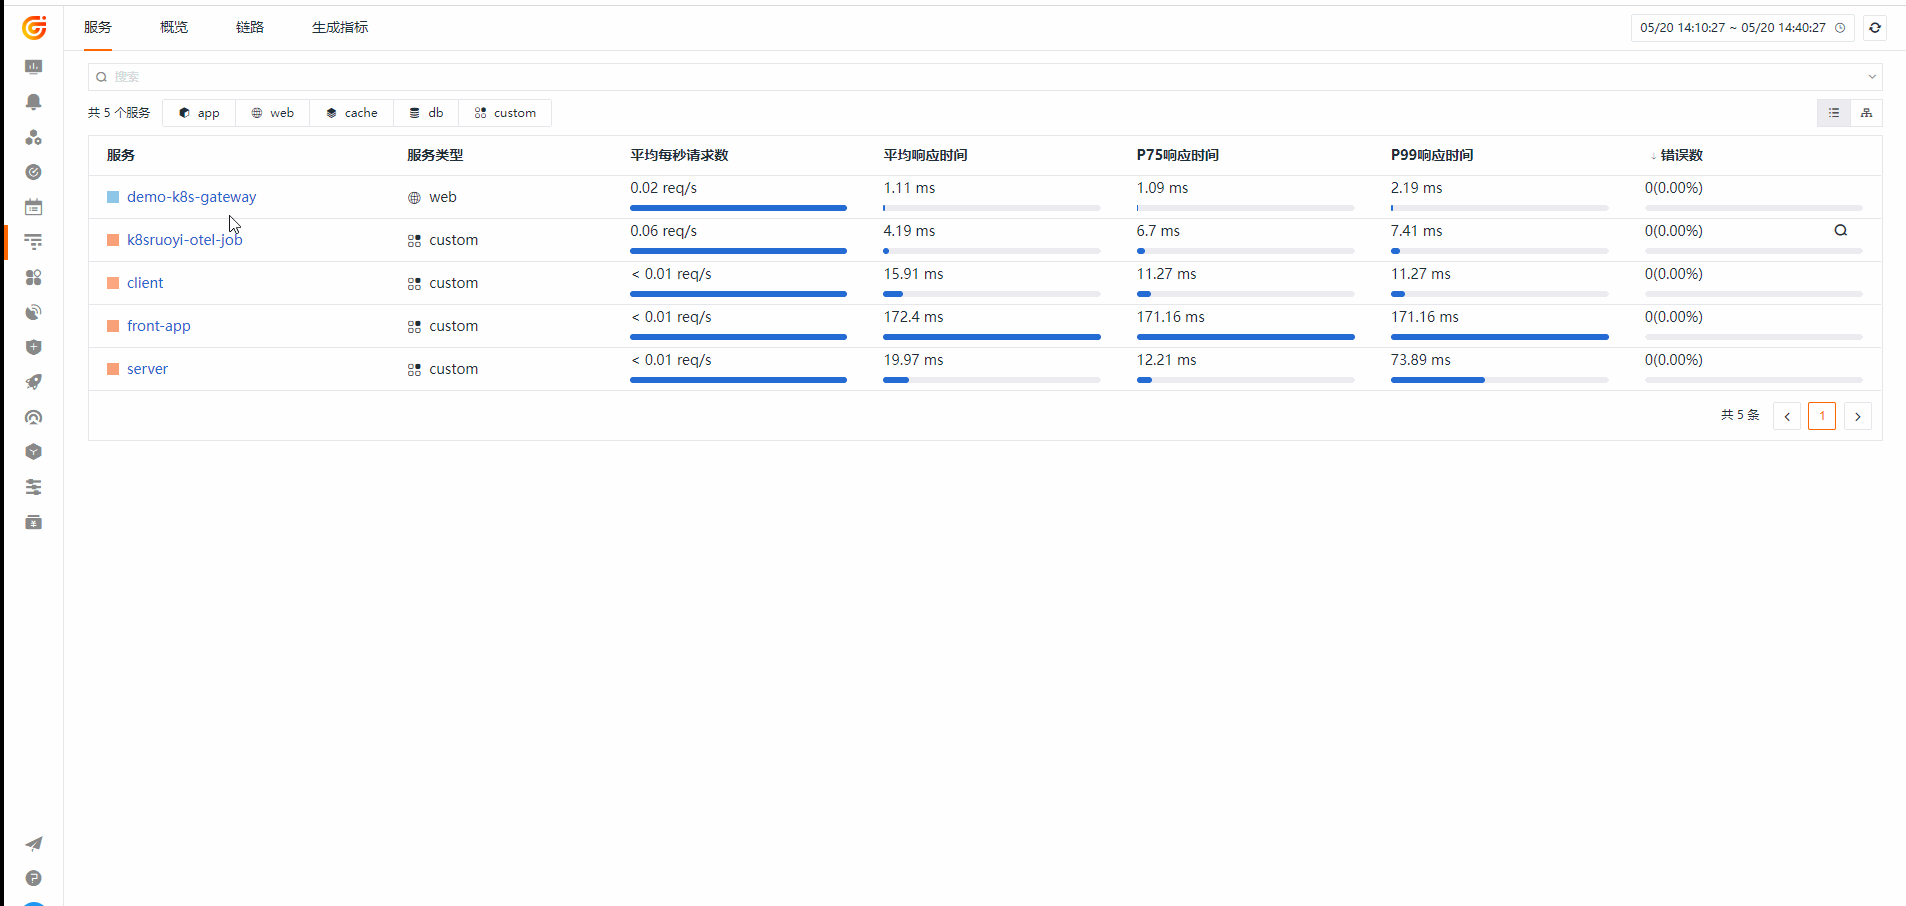 服务 概览 链路 生成指标 05/20 14:10:27 ~ 05/20 14:40:27
搜索
共 5 个服务 app web cache db custom
服务 服务类型 平均每秒请求数 平均响应时间 P75响应时间 P99响应时间 ↓ 错误数
demo-k8s-gateway web 0.02 req/s 1.11 ms 1.09 ms 2.19 ms 0(0.00%)
k8sruoyi-otel-job custom 0.06 req/s 4.19 ms 6.7 ms 7.41 ms 0(0.00%)
client custom < 0.01 req/s 15.91 ms 11.27 ms 11.27 ms 0(0.00%)
front-app custom < 0.01 req/s 172.4 ms 171.16 ms 171.16 ms 0(0.00%)
server custom < 0.01 req/s 19.97 ms 12.21 ms 73.89 ms 0(0.00%)
共 5 条 < 1 >